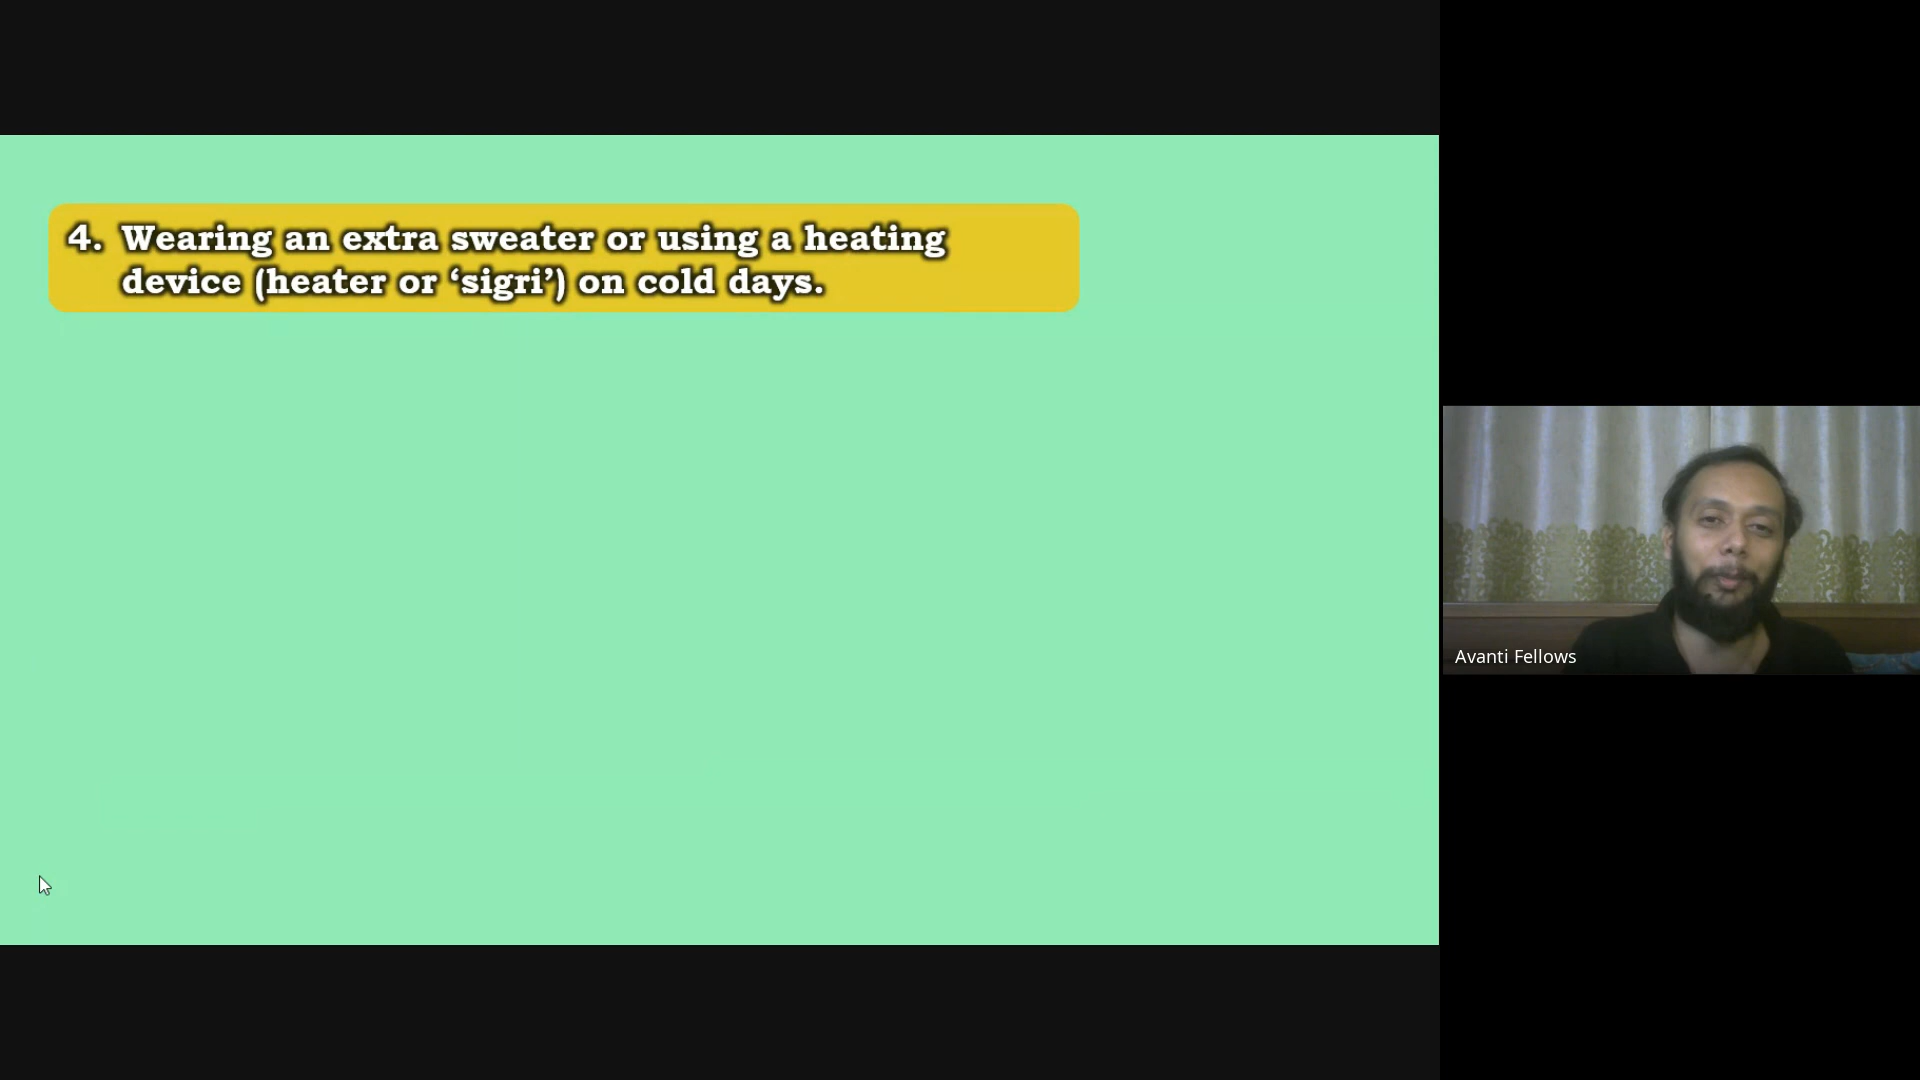 4. Wearing an extra sweater or using a heating
device (heater or ‘sigri’) on cold days.
Avanti Fellows